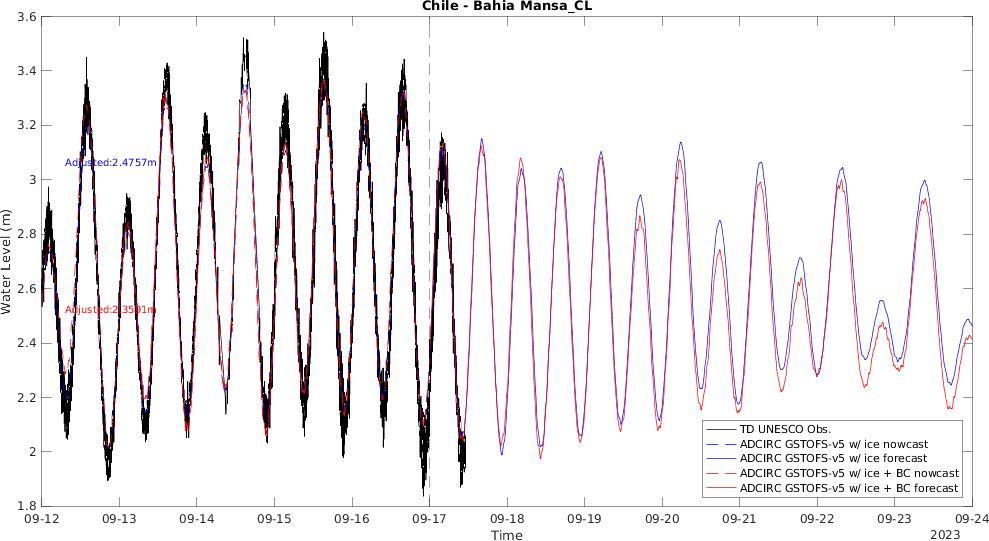 Chile - Bahia Mansa_CL
Water Level (m)
3.6
3.4
3.2
3
2.8
2.6
2.4
2.2
2
1.8
Adjusted:2.4757m
Adjusted:2.3591m
TD UNESCO Obs.
ADCIRC GSTOFS-v5 w/ ice nowcast
ADCIRC GSTOFS-v5 w/ ice forecast
ADCIRC GSTOFS-v5 w/ ice + BC nowcast
ADCIRC GSTOFS-v5 w/ ice + BC forecast
09-12 09-13 09-14 09-15 09-16 09-17 09-18 09-19 09-20 09-21 09-22 09-23 09-24
Time
2023